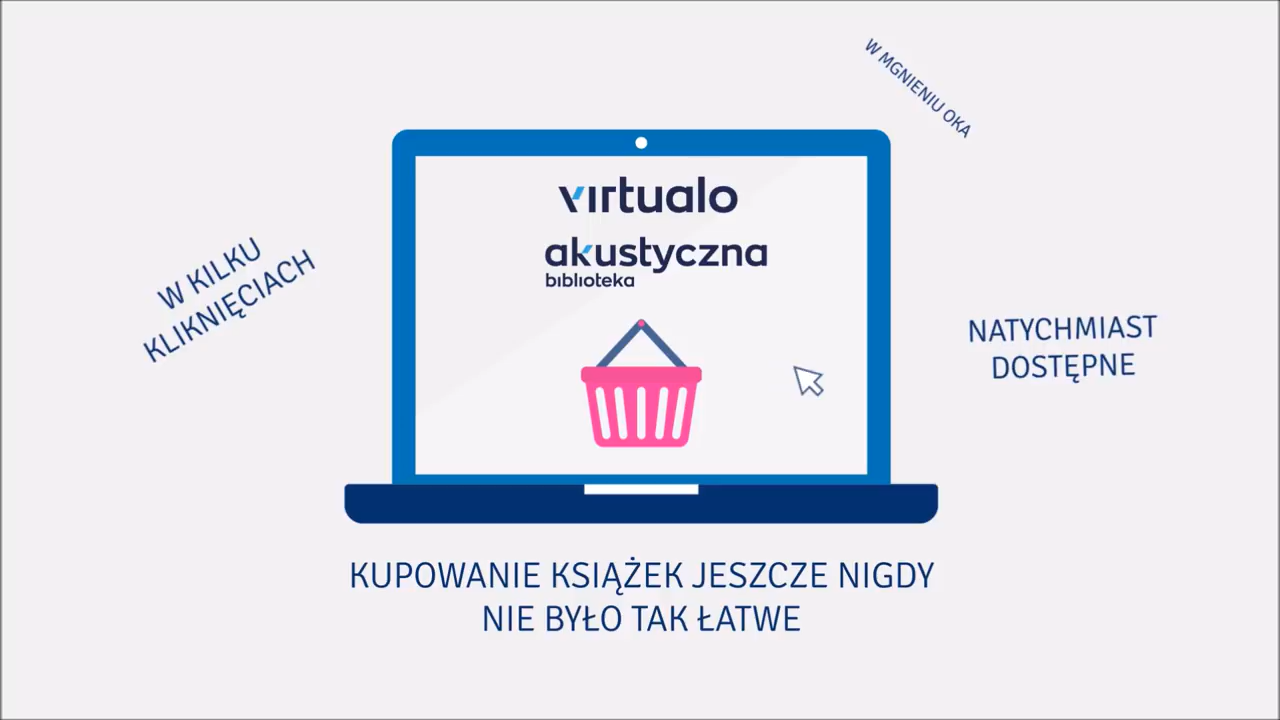 W MGNIENIU OKA
virtualo
akustyczna
biblioteka
W KILKU
KLIKNIĘCIACH
NATYCHMIAST
DOSTĘPNE
KUPOWANIE KSIĄŻEK JESZCZE NIGDY
NIE BYŁO TAK ŁATWE